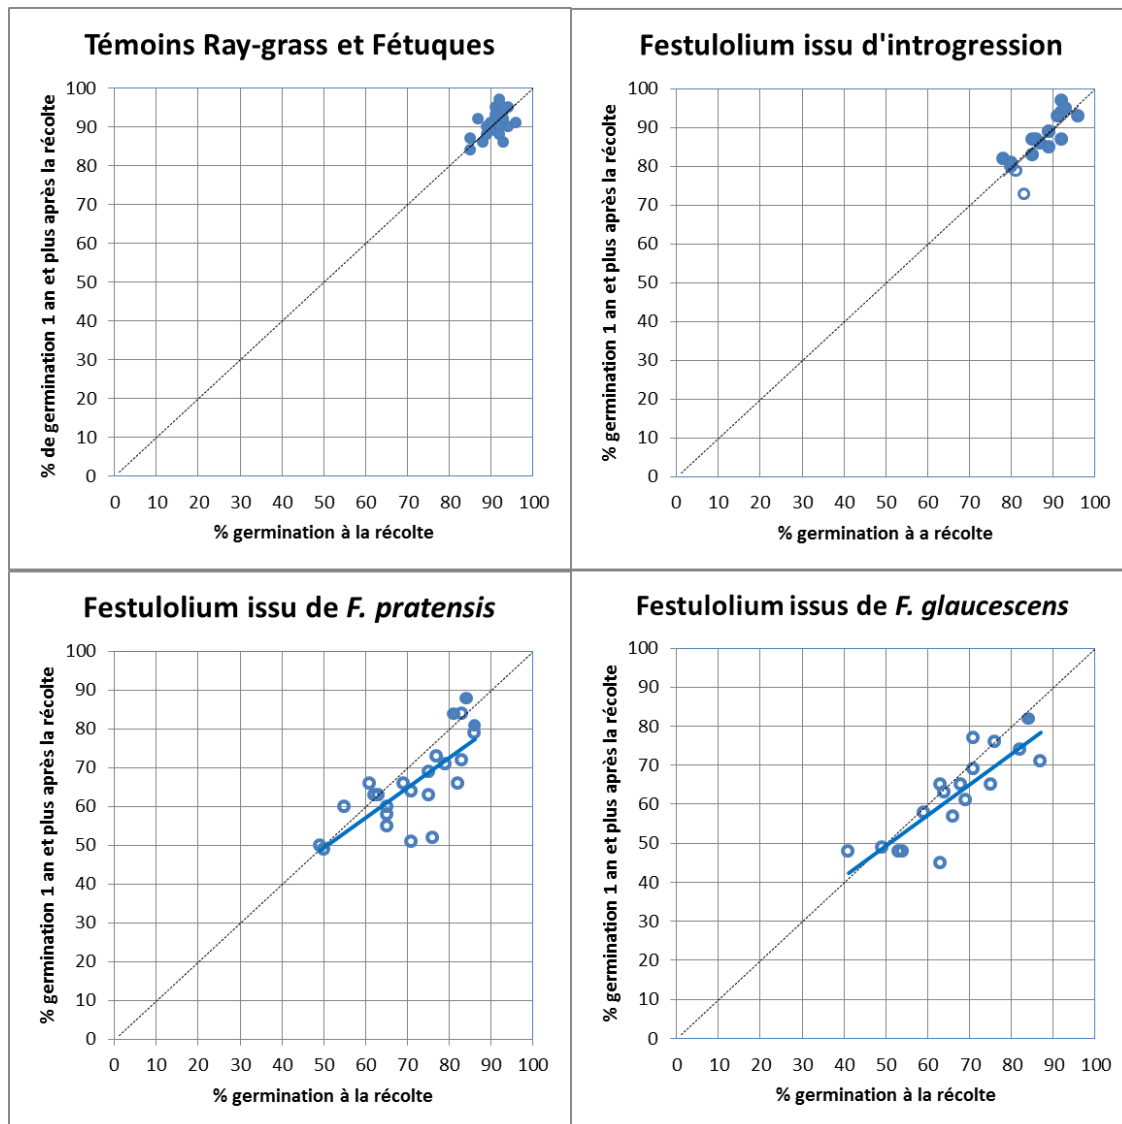 Témoins Ray-grass et Fétuques
% de germination 1 an et plus après la récolte
100
90
80
70
60
50
40
30
20
10
0
0 10 20 30 40 50 60 70 80 90 100
% germination à la récolte
Festulolium issu d'introgression
% germination 1 an et plus après la récolte
100
90
80
70
60
50
40
30
20
10
0
0 10 20 30 40 50 60 70 80 90 100
% germination à a récolte
Festulolium issu de F. pratensis
% germination 1 an et plus après la récolte
100
90
80
70
60
50
40
30
20
10
0
0 10 20 30 40 50 60 70 80 90 100
% germination à la récolte
Festulolium issus de F. glaucescens
% germination 1 an et plus après la récolte
100
90
80
70
60
50
40
30
20
10
0
0 10 20 30 40 50 60 70 80 90 100
% germination à la récolte